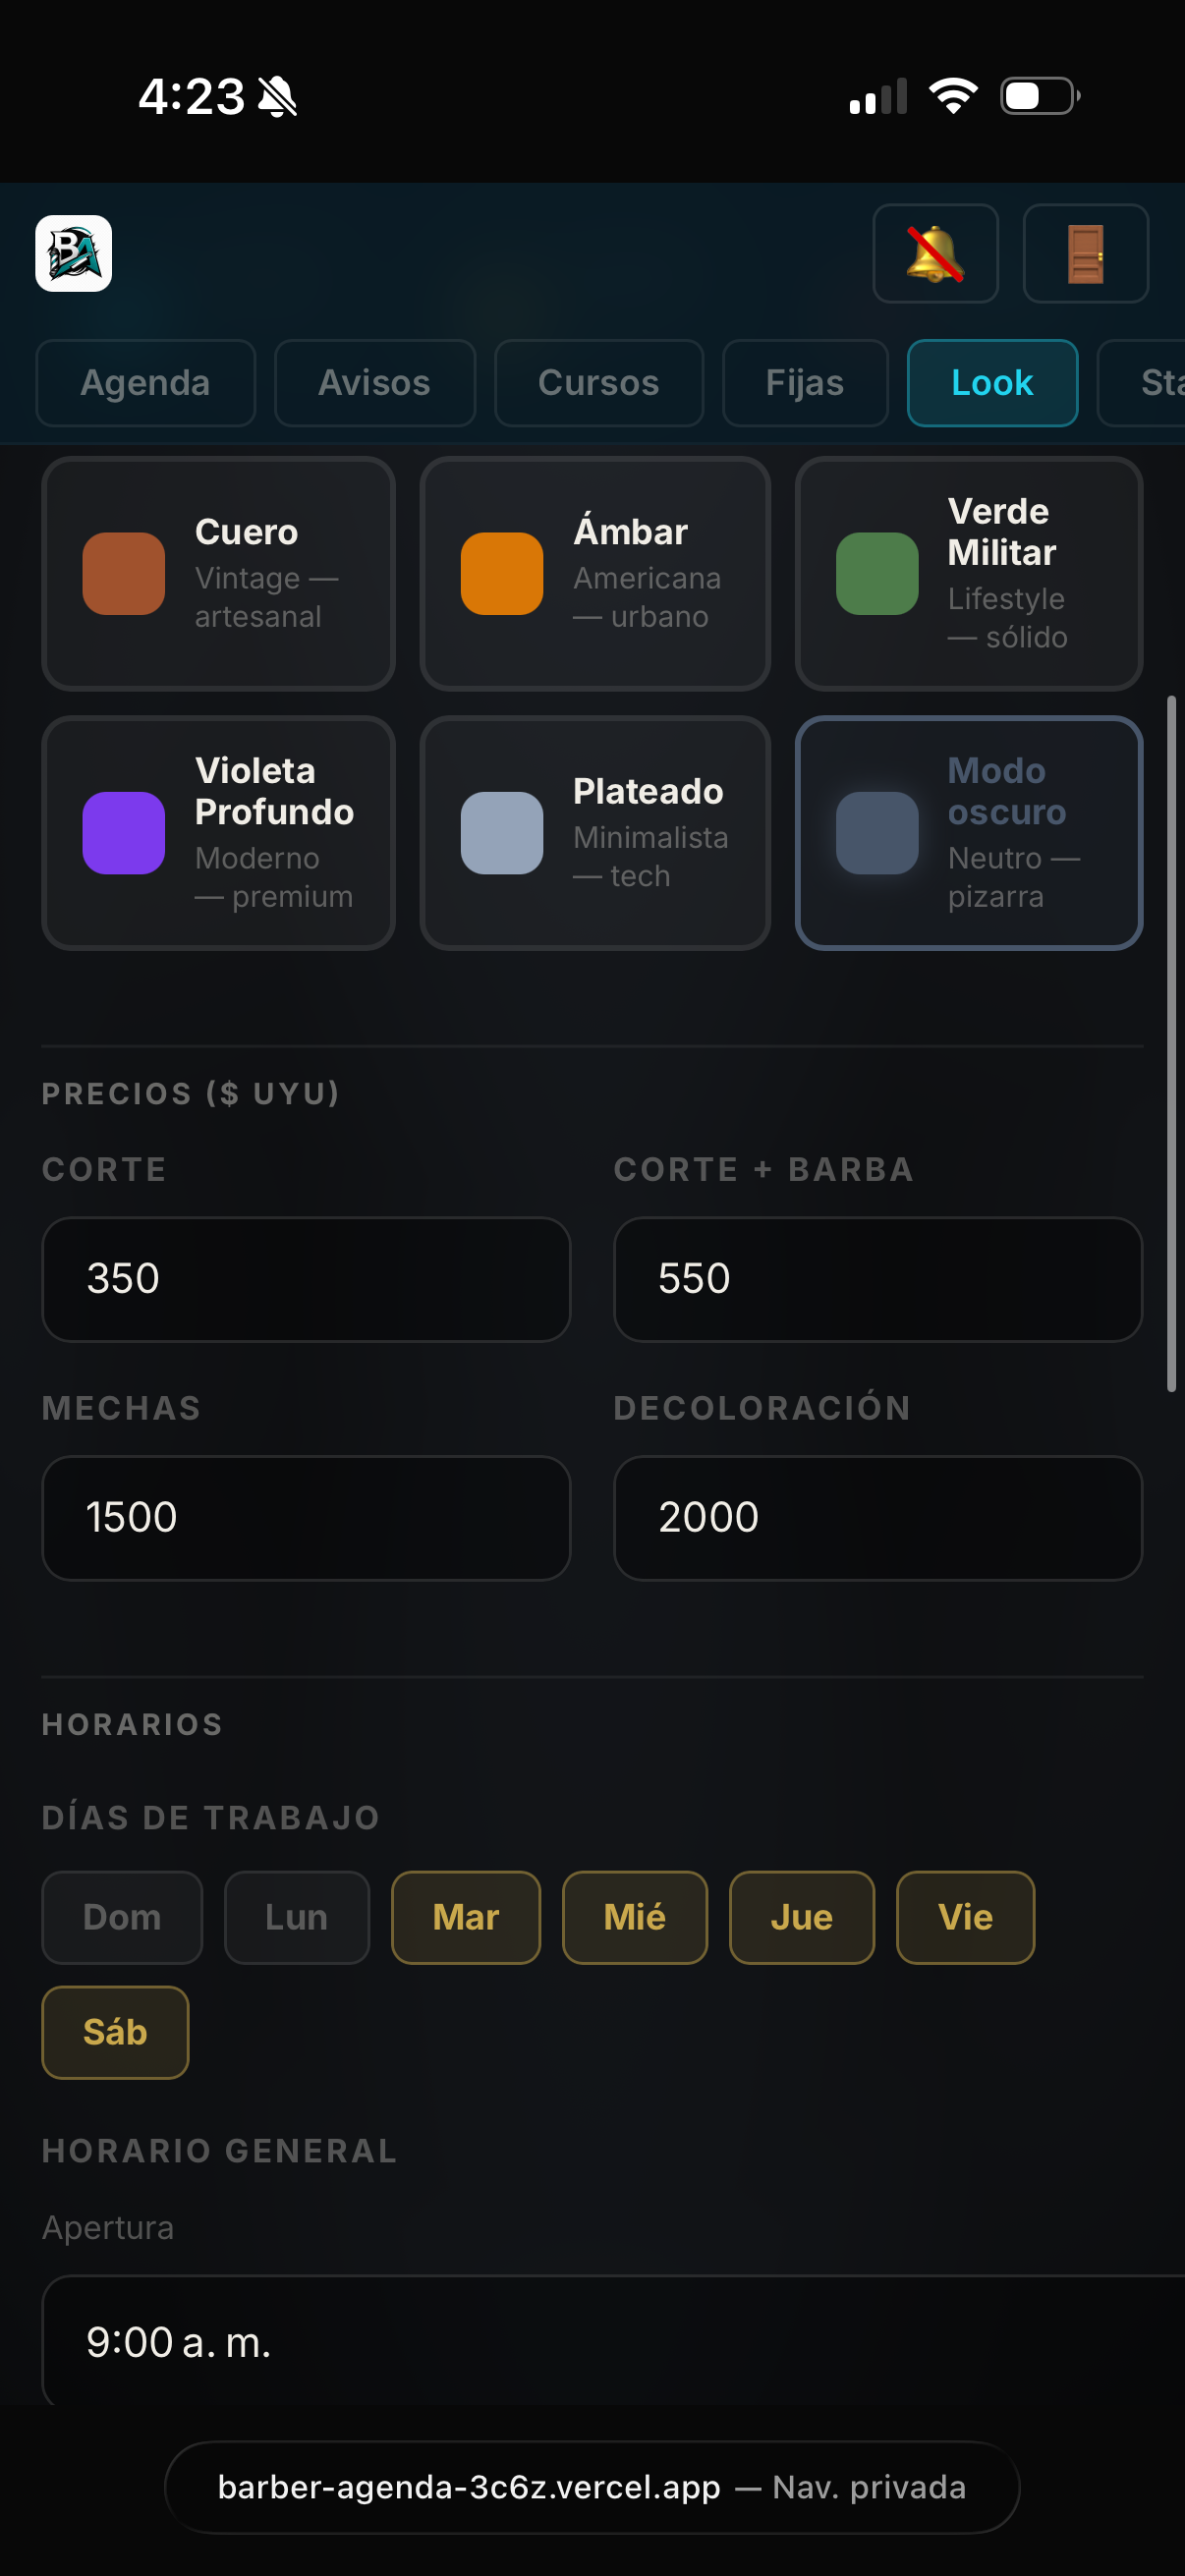 4:23
BA
Agenda
Avisos
Cursos
Fijas
Look
Sta
Cuero
Vintage —
artesanal
Ámbar
Americana
— urbano
Verde
Militar
Lifestyle
— sólido
Violeta
Profundo
Moderno
— premium
Plateado
Minimalista
— tech
Modo
oscuro
Neutro —
pizarra
PRECIOS ($ UYU)
CORTE
CORTE + BARBA
350
550
MECHAS
DECOLORACIÓN
1500
2000
HORARIOS
DÍAS DE TRABAJO
Dom
Lun
Mar
Mié
Jue
Vie
Sáb
HORARIO GENERAL
Apertura
9:00 a. m.
barber-agenda-3c6z.vercel.app — Nav. privada